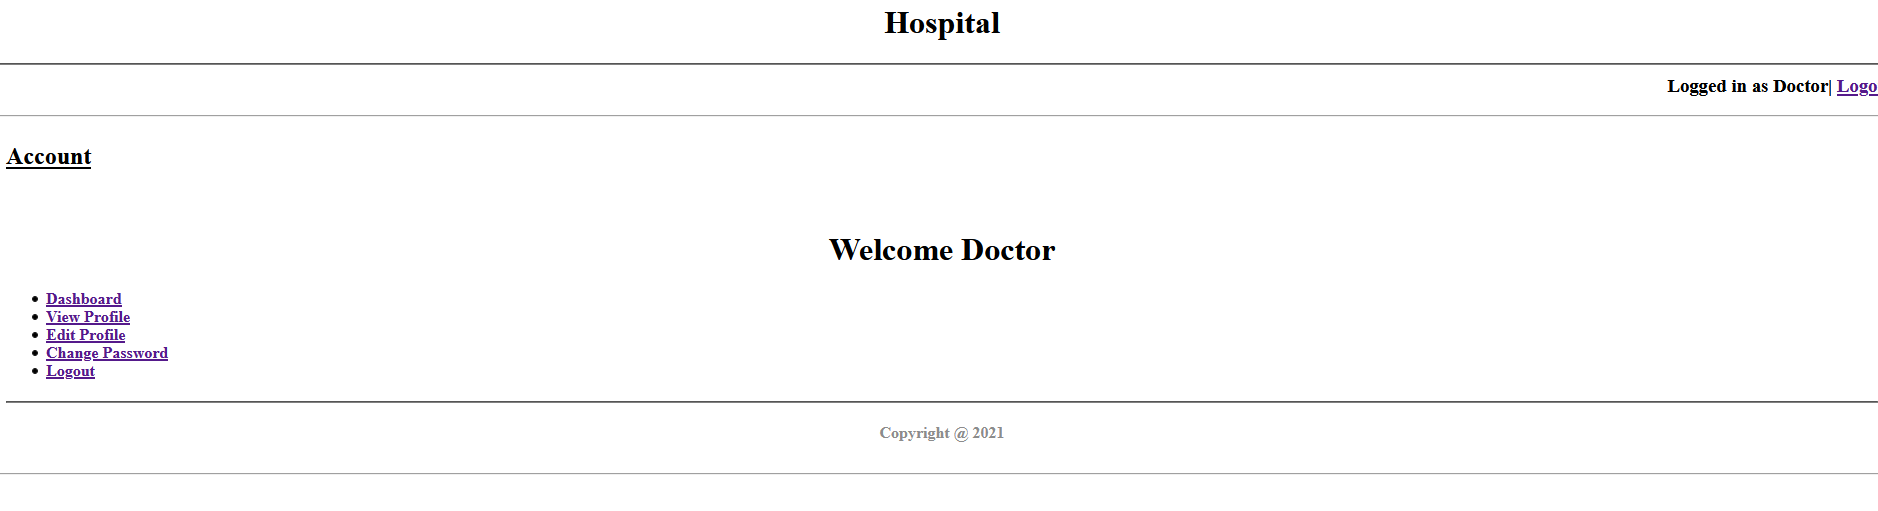 Hospital
Logged in as Doctor| Logo
Account
Welcome Doctor
Dashboard
View Profile
Edit Profile
Change Password
Logout
Copyright @ 2021